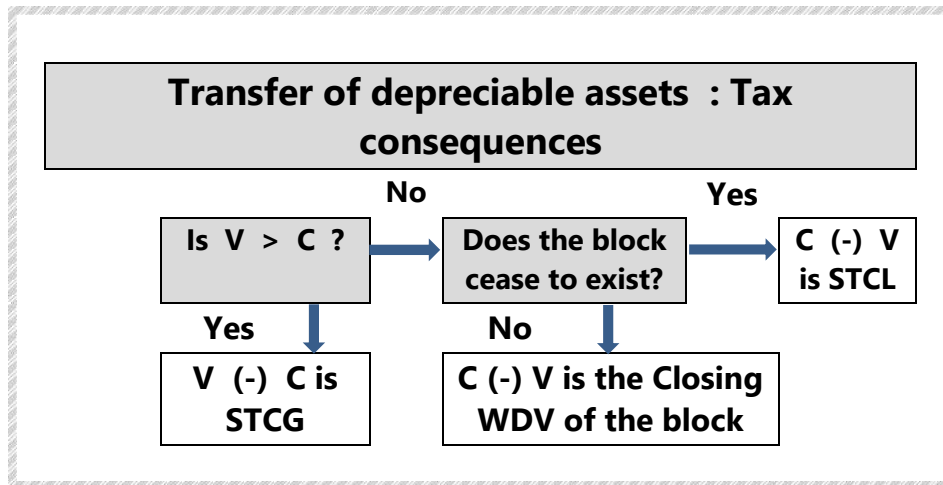 Transfer of depreciable assets : Tax
consequences
No
Yes
Is V > C ?
Does the block
cease to exist?
C (-) V
is STCL
Yes
No
V (-) C is
STCG
C (-) V is the Closing
WDV of the block